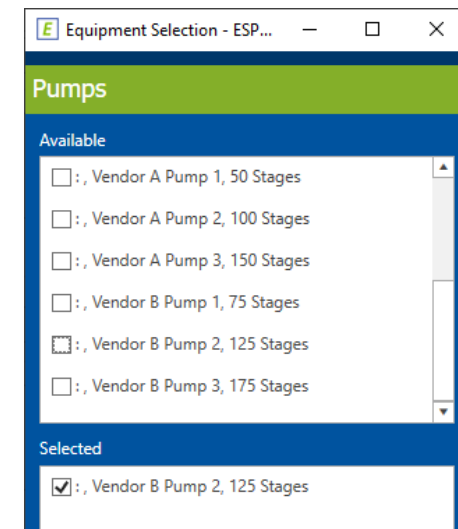 E Equipment Selection - ESP...
Pumps
Available
: , Vendor A Pump 1, 50 Stages
: , Vendor A Pump 2, 100 Stages
: , Vendor A Pump 3, 150 Stages
: , Vendor B Pump 1, 75 Stages
: , Vendor B Pump 2, 125 Stages
: , Vendor B Pump 3, 175 Stages
Selected
: , Vendor B Pump 2, 125 Stages